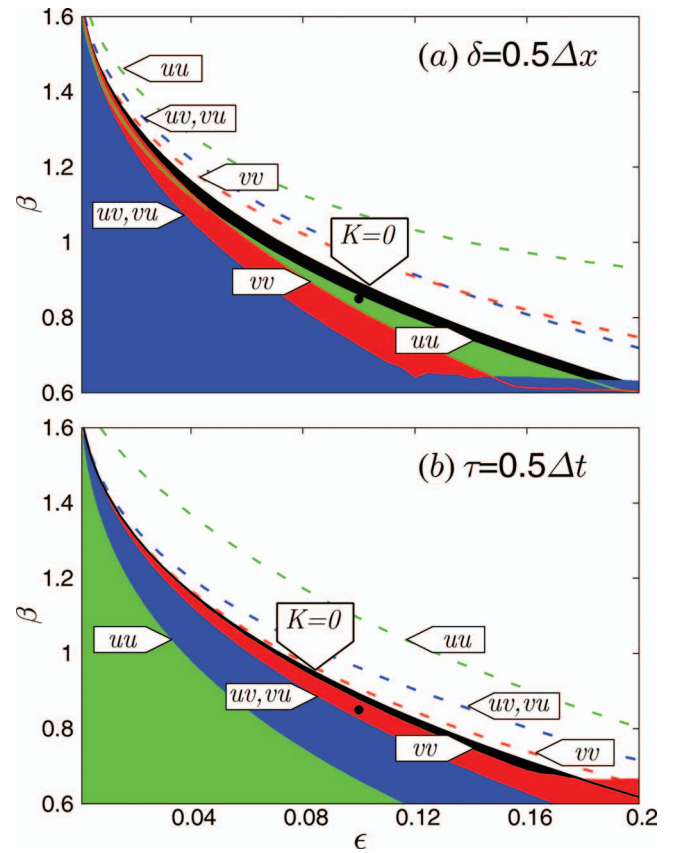 1.6
(a) δ=0.5Δx
uu
1.4
uv,vu
1.2
vv
uv,vu
K=0
β
1
vv
0.8
uu
0.6
1.6
(b) τ=0.5Δt
1.4
1.2
K=0
β
uu
1
uu
uv,vu
uv,vu
0.8
vv
vv
0.6
0.04
0.08
0.12
0.16
0.2
ϵ